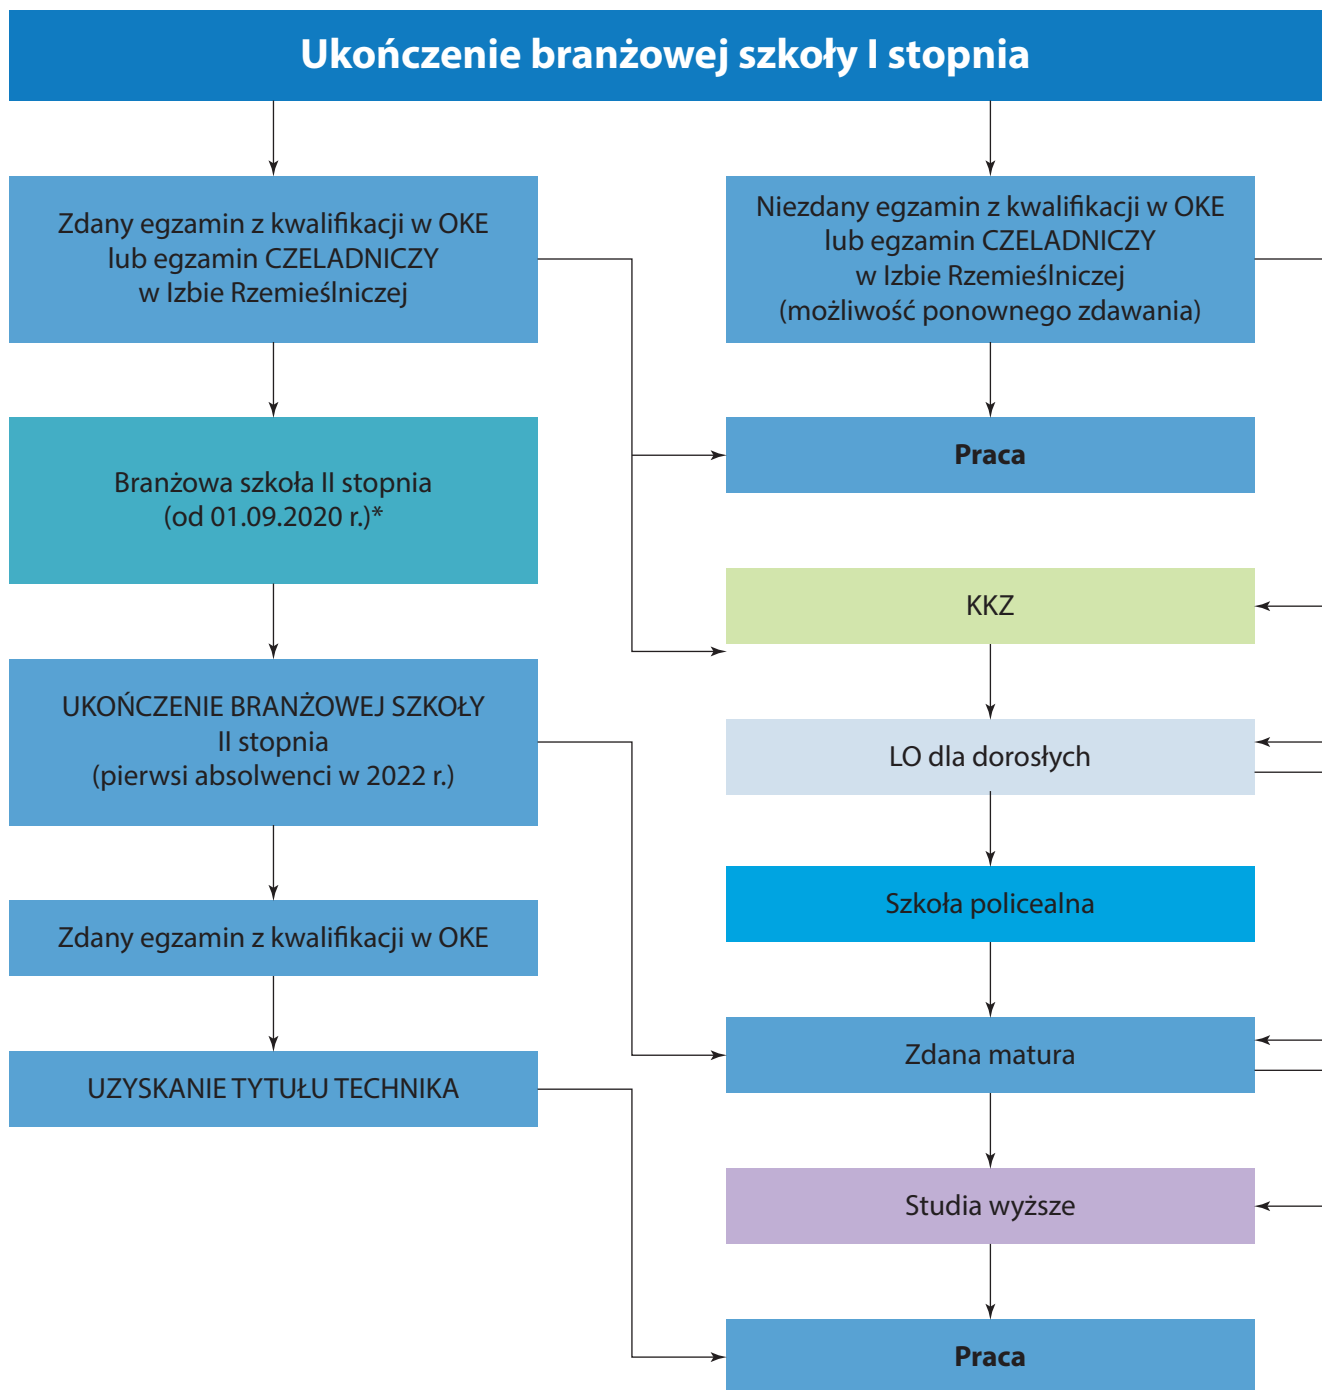 Ukończenie branżowej szkoły I stopnia
Zdany egzamin z kwalifikacji w OKE
lub egzamin CZELADNICZY
w Izbie Rzemieślniczej
Niezdany egzamin z kwalifikacji w OKE
lub egzamin CZELADNICZY
w Izbie Rzemieślniczej
(możliwość ponownego zdawania)
Branżowa szkoła II stopnia
(od 01.09.2020 r.)*
Praca
KKZ
UKOŃCZENIE BRANŻOWEJ SZKOŁY
II stopnia
(pierwsi absolwenci w 2022 r.)
LO dla dorosłych
Szkoła policealna
Zdany egzamin z kwalifikacji w OKE
Zdana matura
UZYSKANIE TYTUŁU TECHNIKA
Studia wyższe
Praca